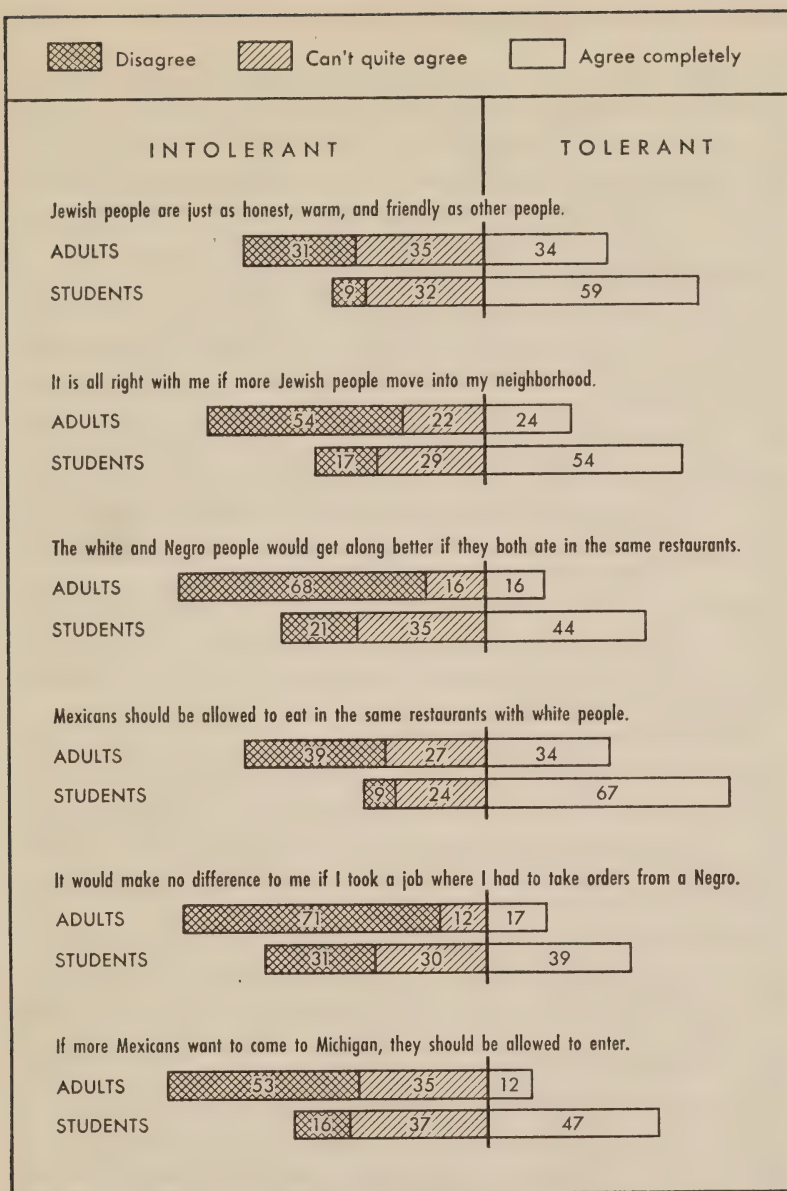 Disagree Can't quite agree Agree completely
INTOLERANT TOLERANT
Jewish people are just as honest, warm, and friendly as other people.
ADULTS 31 35 34
STUDENTS 9 32 59
It is all right with me if more Jewish people move into my neighborhood.
ADULTS 54 22 24
STUDENTS 17 29 54
The white and Negro people would get along better if they both ate in the same restaurants.
ADULTS 68 16 16
STUDENTS 21 35 44
Mexicans should be allowed to eat in the same restaurants with white people.
ADULTS 39 27 34
STUDENTS 9 24 67
It would make no difference to me if I took a job where I had to take orders from a Negro.
ADULTS 71 12 17
STUDENTS 31 30 39
If more Mexicans want to come to Michigan, they should be allowed to enter.
ADULTS 53 35 12
STUDENTS 16 37 47